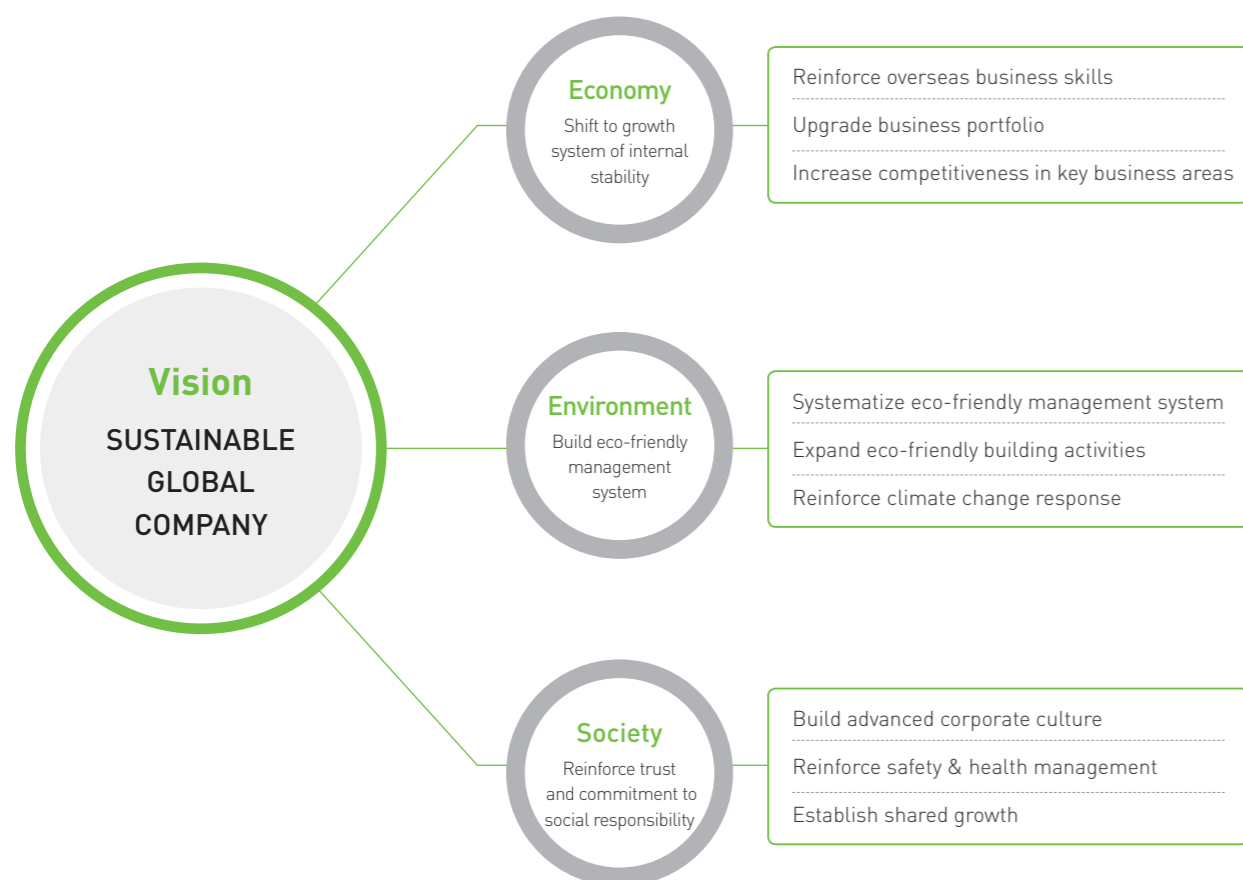 Vision
SUSTAINABLE
GLOBAL
COMPANY
Economy
Shift to growth
system of internal
stability
Reinforce overseas business skills
Upgrade business portfolio
Increase competitiveness in key business areas
Environment
Build eco-friendly
management
system
Systematize eco-friendly management system
Expand eco-friendly building activities
Reinforce climate change response
Society
Reinforce trust
and commitment to
social responsibility
Build advanced corporate culture
Reinforce safety & health management
Establish shared growth